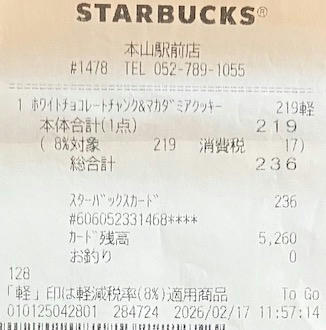 STARBUCKS®
本山駅前店
#1478 TEL 052-789-1055
1 ﾎﾜｲﾄﾁｮｺﾚｰﾄﾁｬﾝｸ&ﾏｶﾀﾞﾐｱｸｯｷｰ 219軽
本体合計(1点) 219
( 8%対象 219 消費税 17)
総合計 236
ｽﾀｰﾊﾞｯｸｽｶｰﾄﾞ 236
#606052331468****
ｶｰﾄﾞ残高 5,260
お釣り 0
128
「軽」印は軽減税率(8%)適用商品 To Go
010125042801 284724 2026/02/17 11:57:14